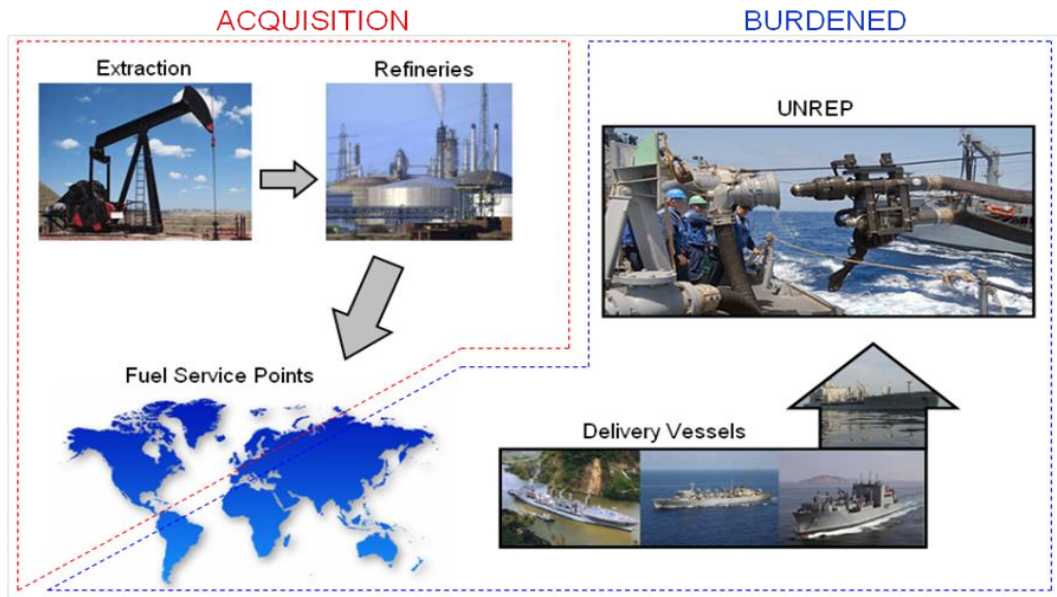 ACQUISITION
BURDENED
Extraction
Refineries
UNREP
Fuel Service Points
Delivery Vessels